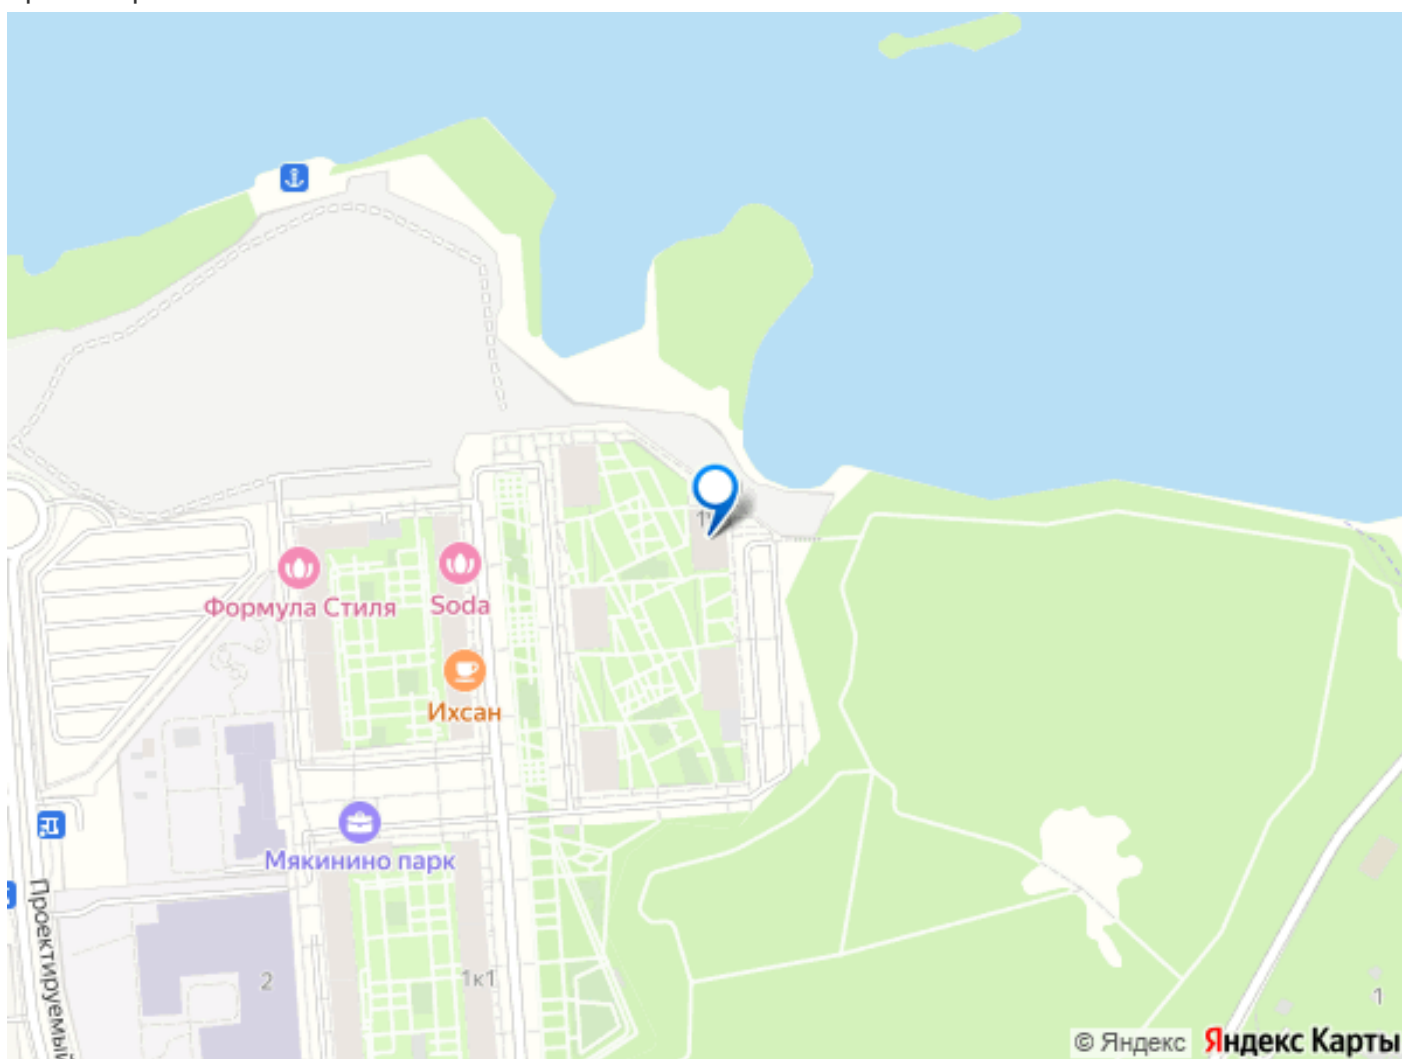 Формула Стиля
Soda
Ихсан
Мякинино парк
Проектируемый
2
1к1
1
© Яндекс Яндекс Карты